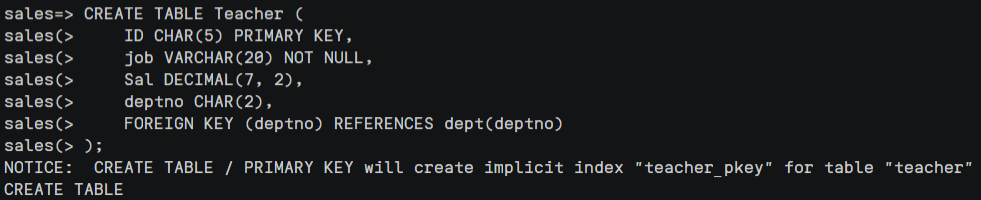 sales=> CREATE TABLE Teacher (
sales(>     ID CHAR(5) PRIMARY KEY,
sales(>     job VARCHAR(20) NOT NULL,
sales(>     Sal DECIMAL(7, 2),
sales(>     deptno CHAR(2),
sales(>     FOREIGN KEY (deptno) REFERENCES dept(deptno)
sales(> );
NOTICE:  CREATE TABLE / PRIMARY KEY will create implicit index "teacher_pkey" for table "teacher"
CREATE TABLE